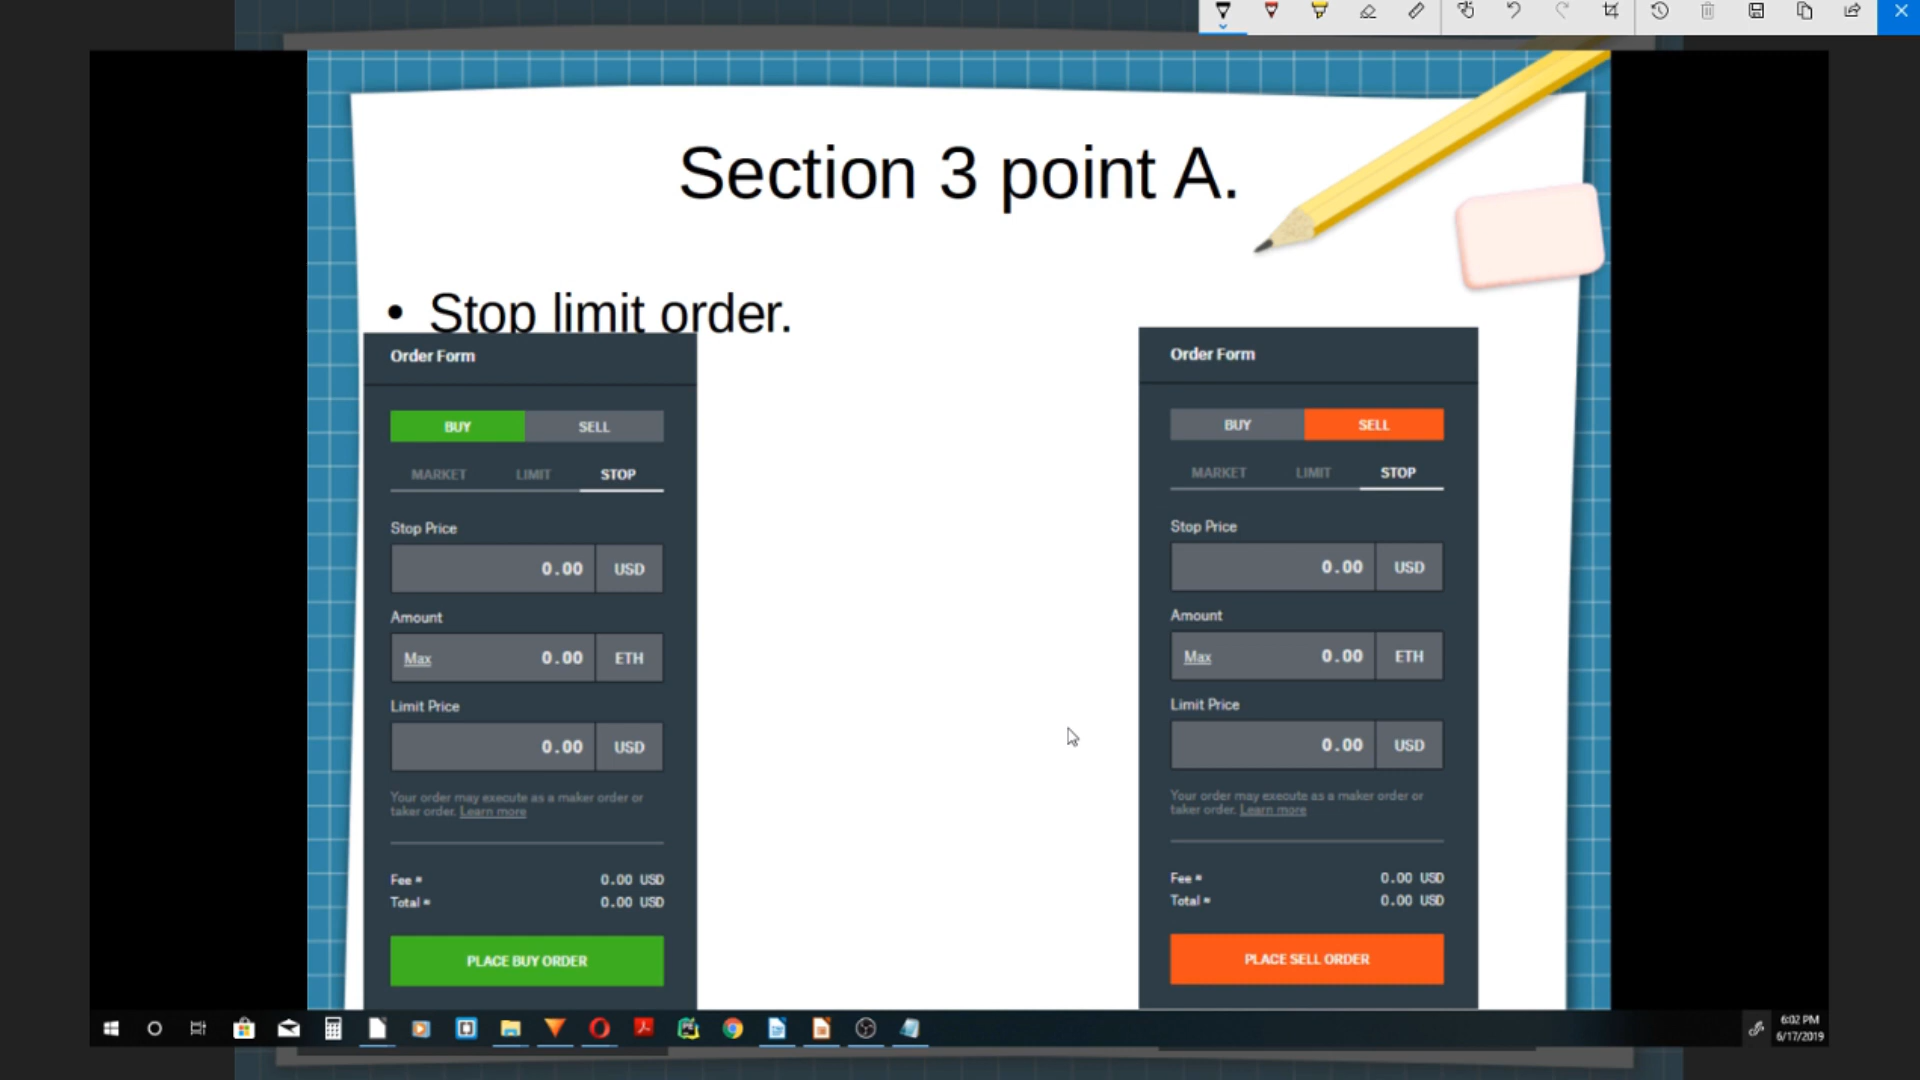 Section 3 point A.
• Stop limit order.
Order Form
BUY SELL
MARKET LIMIT STOP
Stop Price
0.00 USD
Amount
Max 0.00 ETH
Limit Price
0.00 USD
Your order may execute as a maker order or
taker order. Learn more
Fee ≈ 0.00 USD
Total ≈ 0.00 USD
PLACE BUY ORDER
Order Form
BUY SELL
MARKET LIMIT STOP
Stop Price
0.00 USD
Amount
Max 0.00 ETH
Limit Price
0.00 USD
Your order may execute as a maker order or
taker order. Learn more
Fee ≈ 0.00 USD
Total ≈ 0.00 USD
PLACE SELL ORDER
6:02 PM
6/17/2019